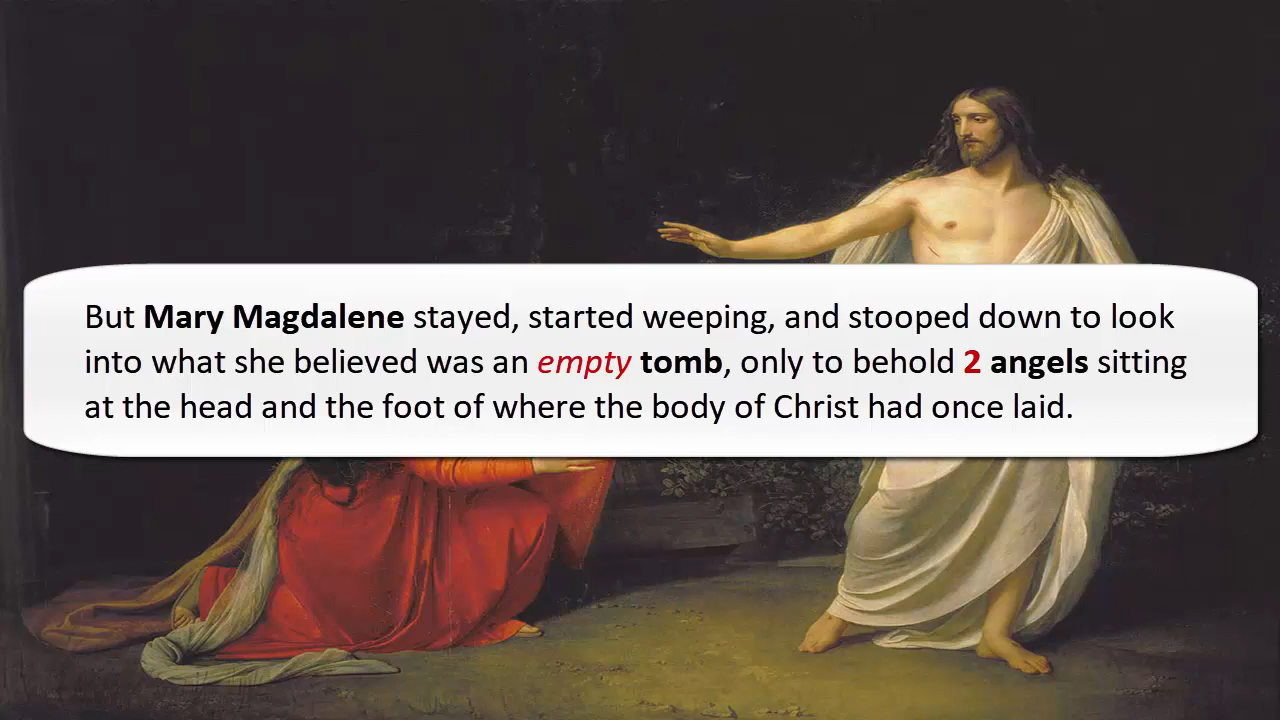 But Mary Magdalene stayed, started weeping, and stooped down to look
into what she believed was an empty tomb, only to behold 2 angels sitting
at the head and the foot of where the body of Christ had once laid.